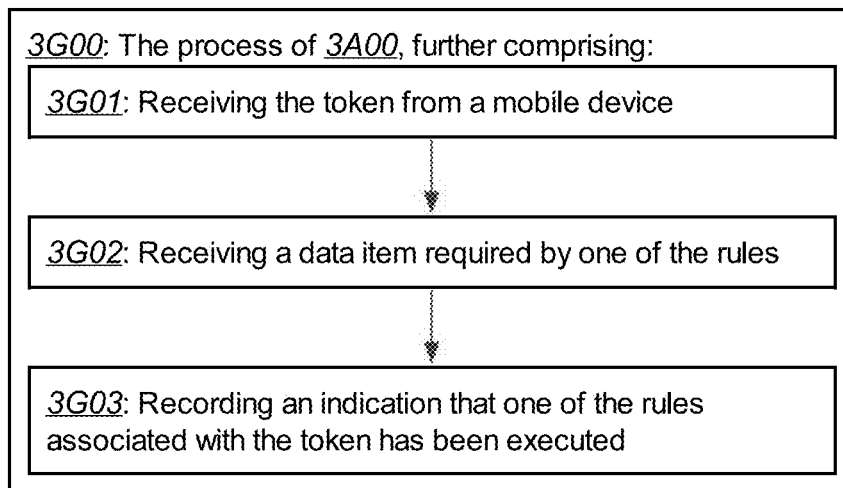 3G00: The process of 3A00, further comprising:
3G01: Receiving the token from a mobile device
3G02: Receiving a data item required by one of the rules
3G03: Recording an indication that one of the rules
associated with the token has been executed